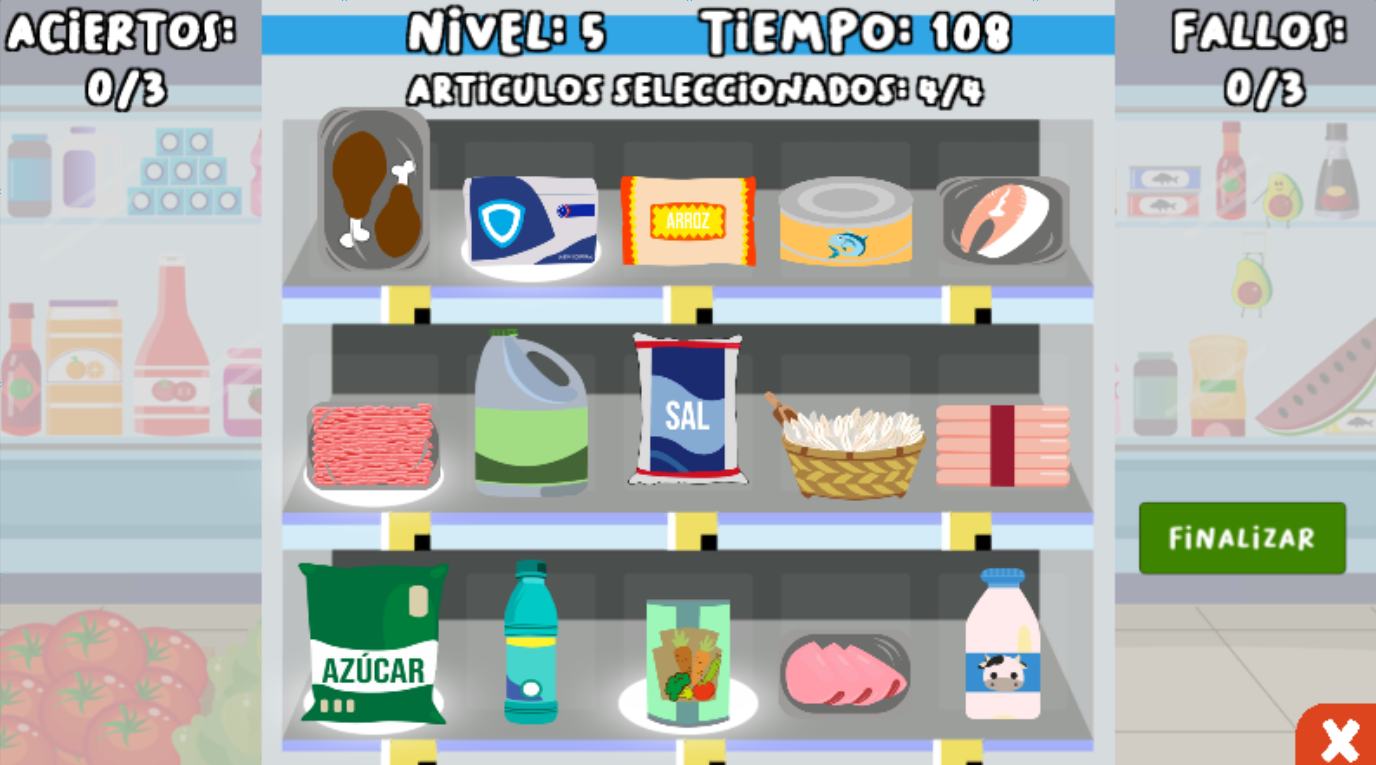 ACIERTOS:
0/3
NIVEL: 5
TIEMPO: 108
ARTICULOS SELECCIONADOS: 4/4
FALLOS:
0/3
ARROZ
SAL
FINALIZAR
AZÚCAR
X